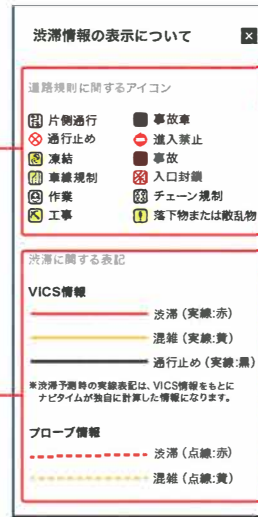 渋滞情報の表示について
道路規則に関するアイコン
片側通行 事故車
通行止め 進入禁止
凍結 事故
車線規制 入口封鎖
作業 チェーン規制
工事 落下物または散乱物
渋滞に関する表記
VICS情報
渋滞 (実線:赤)
混雑 (実線:黄)
通行止め (実線:黒)
※渋滞予測時の実線表記は、VICS情報をもとに
ナビタイムが独自に計算した情報になります。
プローブ情報
渋滞 (点線:赤)
混雑 (点線:黄)